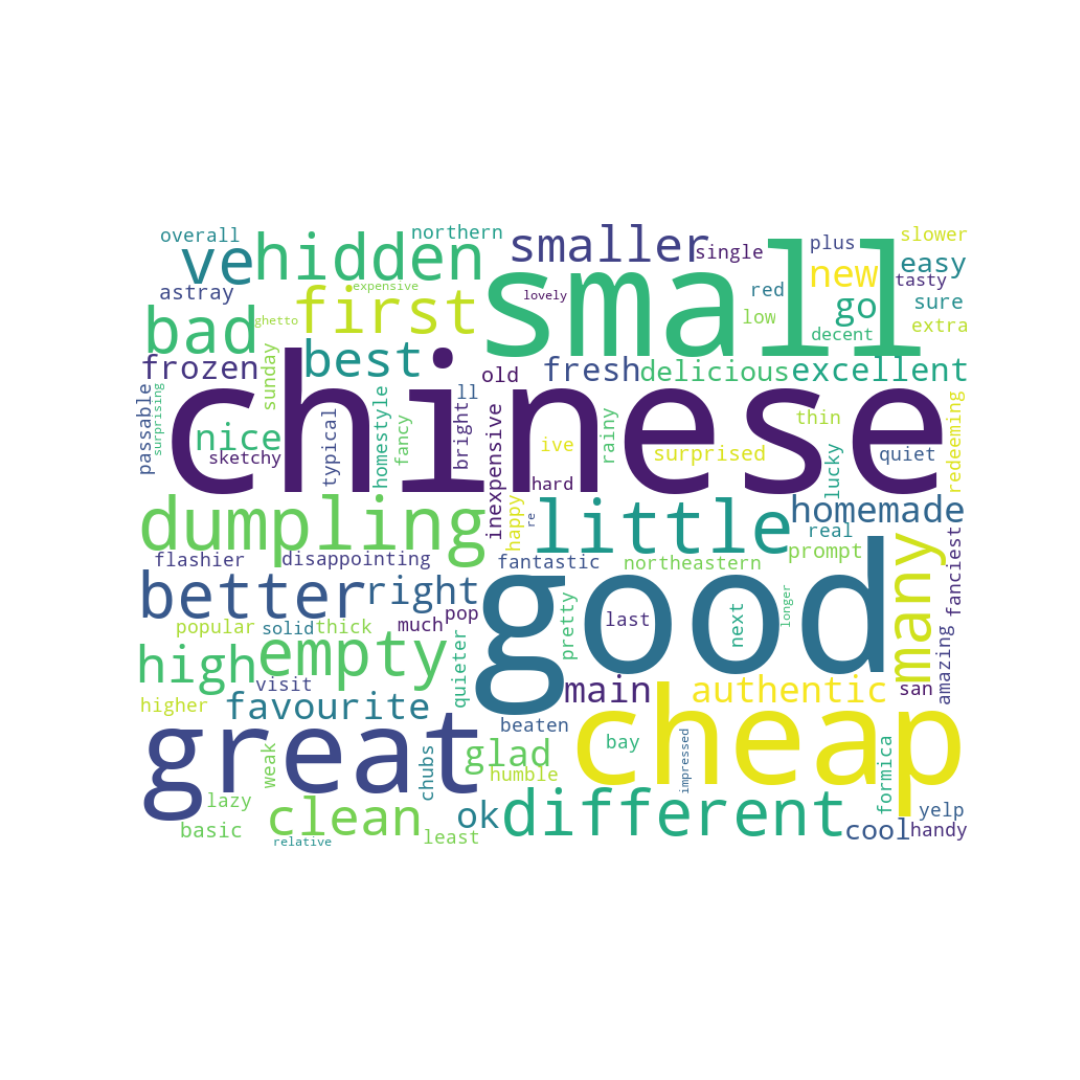 overall
northern
ve
hidden
smaller
single
plus
slower
small
new
easy
tasty
astray
expensive
lovely
red
go
sure
bad
ghetto
first
low
decent
extra
frozen
best
old
fresh
delicious
excellent
passable
surprising
sunday
chinese
ll
nice
sketchy
typical
homestyle
fancy
bright
inexpensive
ive
hard
rainy
surprised
thin
lucky
quiet
redeeming
dumpling
happy
re
little
homemade
real
flashier
disappointing
fantastic
northeastern
prompt
many
fanciest
better
right
good
popular
solid
thick
much
pop
last
pretty
next
longer
high
empty
quieter
visit
main
authentic
san
amazing
higher
favourite
beaten
cheap
great
weak
chubs
glad
humble
bay
impressed
formica
lazy
basic
clean
least
ok
different
cool
yelp
handy
relative